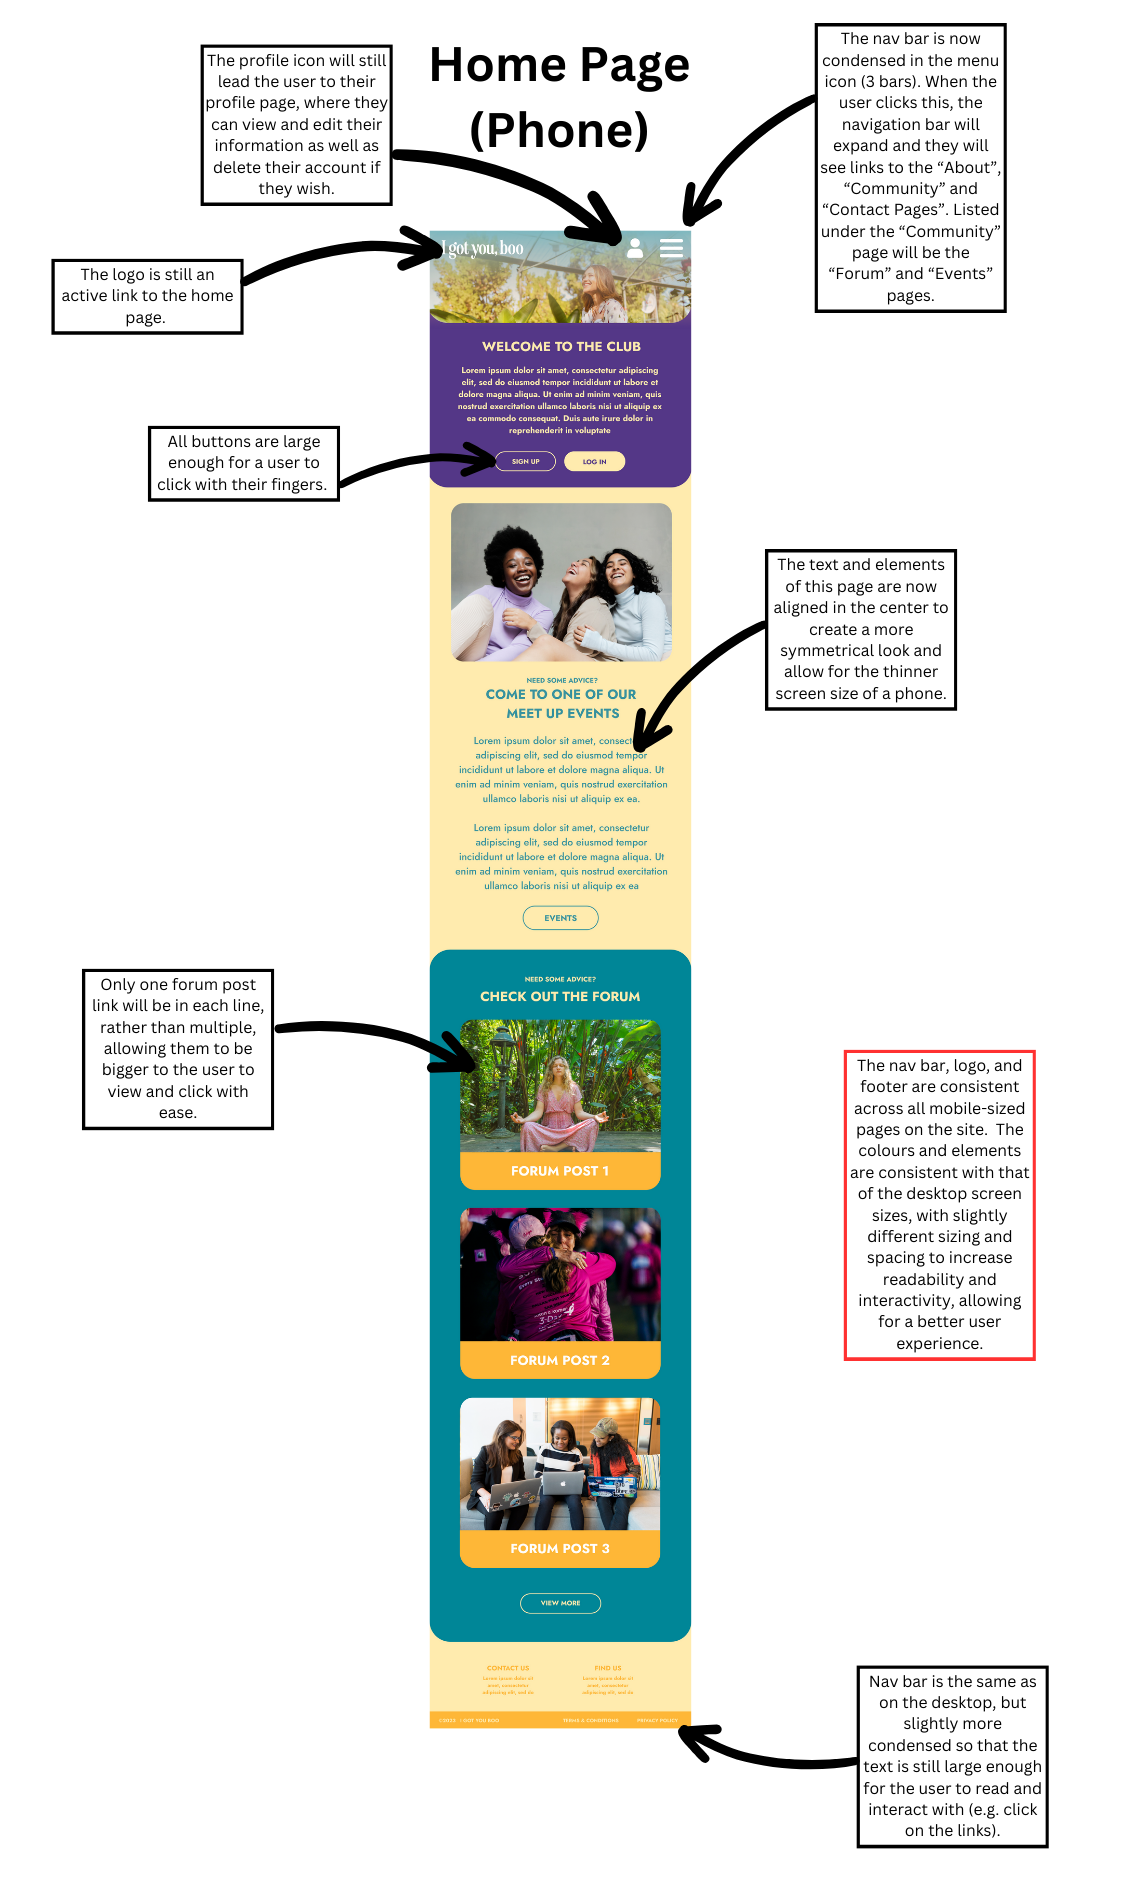 Home Page
(Phone)
The profile icon will still
lead the user to their
profile page, where they
can view and edit their
information as well as
delete their account if
they wish.
The nav bar is now
condensed in the menu
icon (3 bars). When the
user clicks this, the
navigation bar will
expand and they will
see links to the “About”,
“Community” and
“Contact Pages”. Listed
under the “Community”
page will be the
“Forum” and “Events”
pages.
The logo is still an
active link to the home
page.
I got you, boo
WELCOME TO THE CLUB
Lorem ipsum dolor sit amet, consectetur adipiscing
elit, sed do eiusmod tempor incididunt ut labore et
dolore magna aliqua. Ut enim ad minim veniam, quis
nostrud exercitation ullamco laboris nisi ut aliquip ex
ea commodo consequat. Duis aute irure dolor in
reprehenderit in voluptate
SIGN UP
LOG IN
All buttons are large
enough for a user to
click with their fingers.
The text and elements
of this page are now
aligned in the center to
create a more
symmetrical look and
allow for the thinner
screen size of a phone.
NEED SOME ADVICE?
COME TO ONE OF OUR
MEET UP EVENTS
Lorem ipsum dolor sit amet, consect
adipiscing elit, sed do eiusmod tempor
incididunt ut labore et dolore magna aliqua. Ut
enim ad minim veniam, quis nostrud exercitation
ullamco laboris nisi ut aliquip ex ea.
Lorem ipsum dolor sit amet, consectetur
adipiscing elit, sed do eiusmod tempor
incididunt ut labore et dolore magna aliqua. Ut
enim ad minim veniam, quis nostrud exercitation
ullamco laboris nisi ut aliquip ex ea
EVENTS
Only one forum post
link will be in each line,
rather than multiple,
allowing them to be
bigger to the user to
view and click with
ease.
NEED SOME ADVICE?
CHECK OUT THE FORUM
FORUM POST 1
3-Day
FORUM POST 2
FORUM POST 3
VIEW MORE
The nav bar, logo, and
footer are consistent
across all mobile-sized
pages on the site.  The
colours and elements
are consistent with that
of the desktop screen
sizes, with slightly
different sizing and
spacing to increase
readability and
interactivity, allowing
for a better user
experience.
CONTACT US
Lorem ipsum dolor sit
amet, consectetur
adipiscing elit, sed do
FIND US
Lorem ipsum dolor sit
amet, consectetur
adipiscing elit, sed do
©2023 I GOT YOU BOO
TERMS & CONDITIONS
PRIVACY POLICY
Nav bar is the same as
on the desktop, but
slightly more
condensed so that the
text is still large enough
for the user to read and
interact with (e.g. click
on the links).